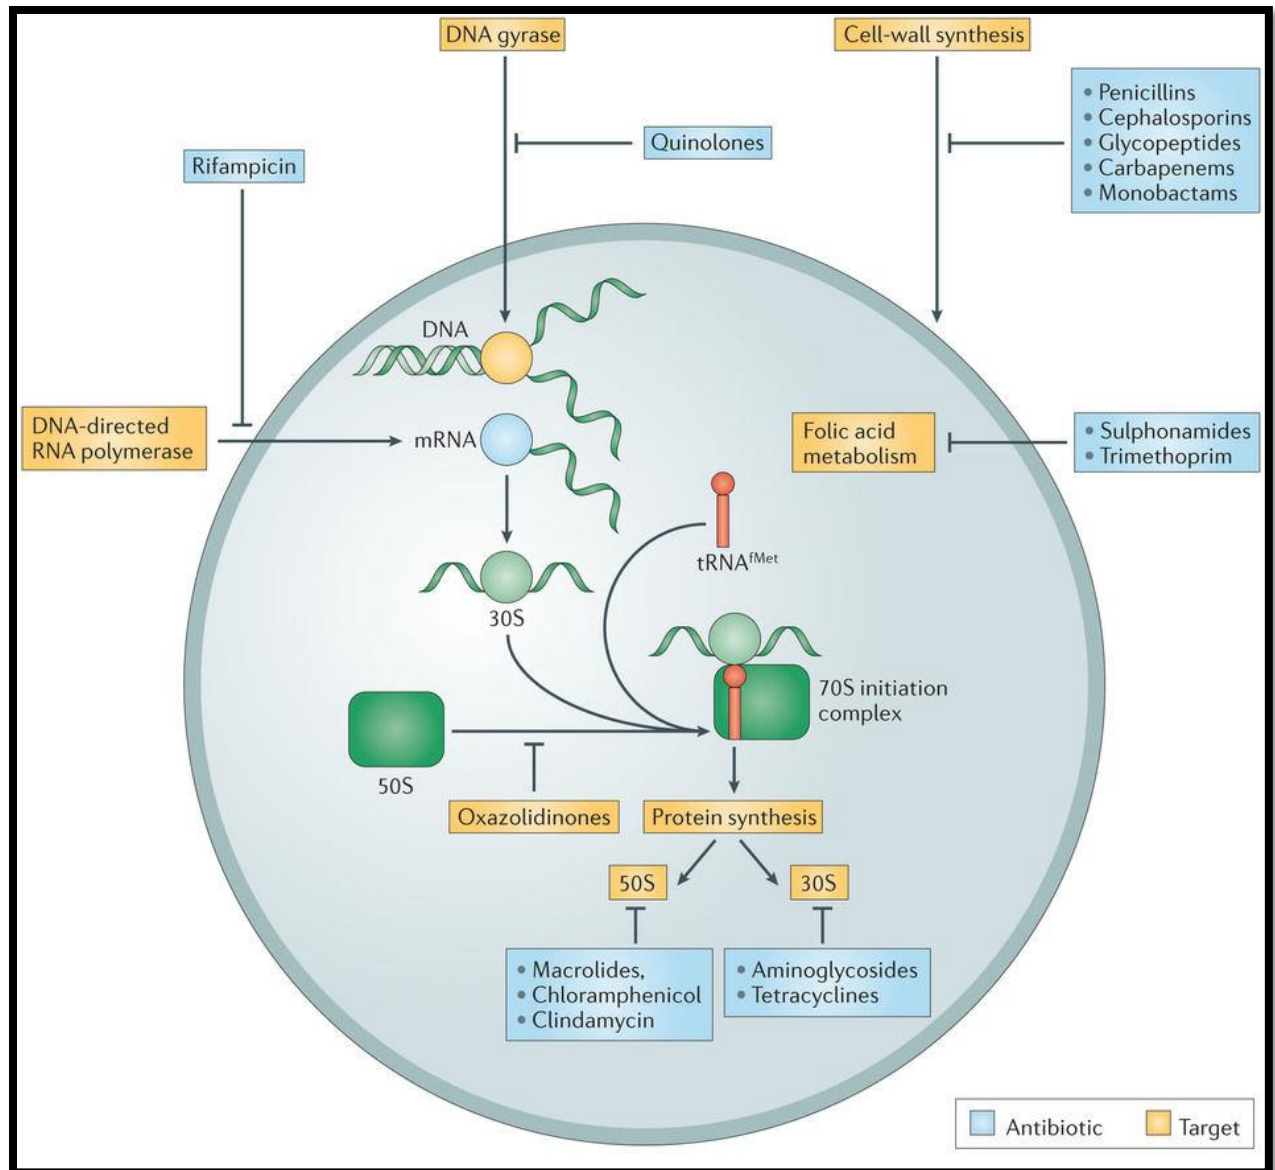 DNA gyrase
Cell-wall synthesis
• Penicillins
• Cephalosporins
• Glycopeptides
• Carbapenems
• Monobactams
Quinolones
Rifampicin
DNA
DNA-directed
RNA polymerase
mRNA
Folic acid
metabolism
• Sulphonamides
• Trimethoprim
tRNAfMet
30S
70S initiation
complex
50S
Oxazolidinones
Protein synthesis
50S
30S
• Macrolides,
• Chloramphenicol
• Clindamycin
• Aminoglycosides
• Tetracyclines
Antibiotic
Target